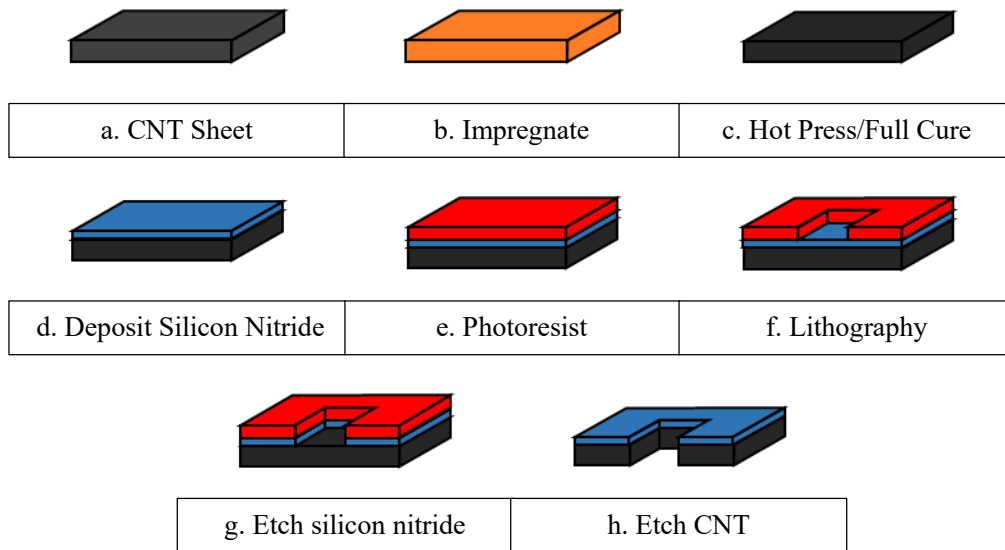 a. CNT Sheet
b. Impregnate
c. Hot Press/Full Cure
d. Deposit Silicon Nitride
e. Photoresist
f. Lithography
g. Etch silicon nitride
h. Etch CNT